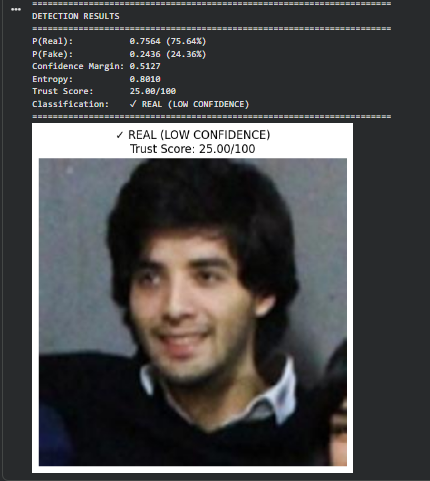 ======================================================================
DETECTION RESULTS
======================================================================
P(Real): 0.7564 (75.64%)
P(Fake): 0.2436 (24.36%)
Confidence Margin: 0.5127
Entropy: 0.8010
Trust Score: 25.00/100
Classification: ✓ REAL (LOW CONFIDENCE)
======================================================================
✓ REAL (LOW CONFIDENCE)
Trust Score: 25.00/100